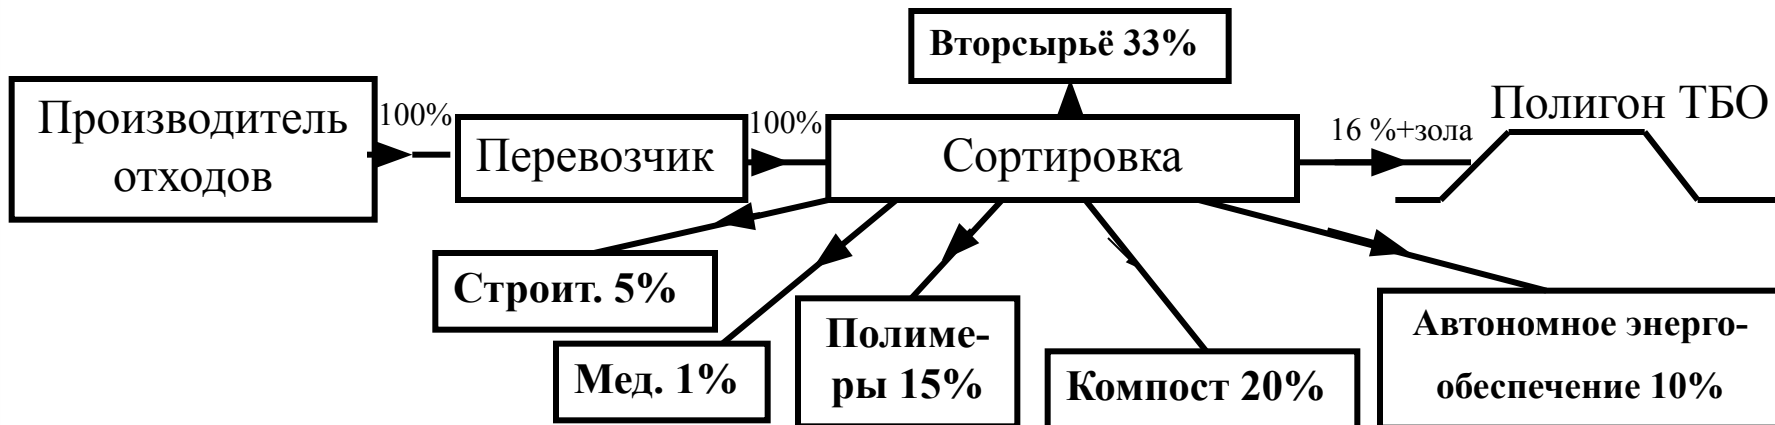 Вторсырьё 33%
Производитель
отходов
100%
Перевозчик
100%
Сортировка
16 %+зола
Полигон ТБО
Строит. 5%
Мед. 1%
Полиме-
ры 15%
Компост 20%
Автономное энерго-
обеспечение 10%